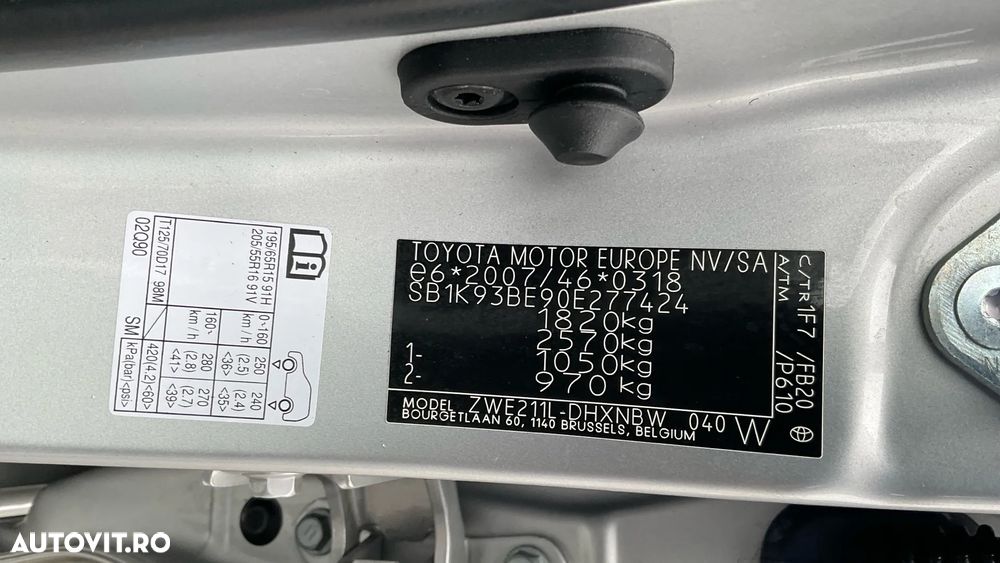 195/65R15 91H
205/55R16 91V
T125/70D17 98M
02Q90
0~160 km/h 250 (2.5) <36> 240 (2.4) <35>
160~ km/h 280 (2.8) <41> 270 (2.7) <39>
420(4.2)<60>
SM kPa(bar)<psi>
TOYOTA MOTOR EUROPE NV/SA
e6*2007/46*0318
SB1K93BE90E277424
1820kg
2570kg
1- 1050kg
2- 970kg
MODEL ZWE211L-DHXNBW 040 W
BOURGETLAAN 60, 1140 BRUSSELS, BELGIUM
C/TR 1F7 /FB20
A/TM /P610
AUTOVIT.RO